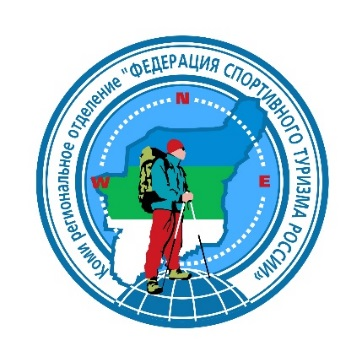 Коми региональное отделение "ФЕДЕРАЦИЯ СПОРТИВНОГО ТУРИЗМА РОССИИ»
N
W E